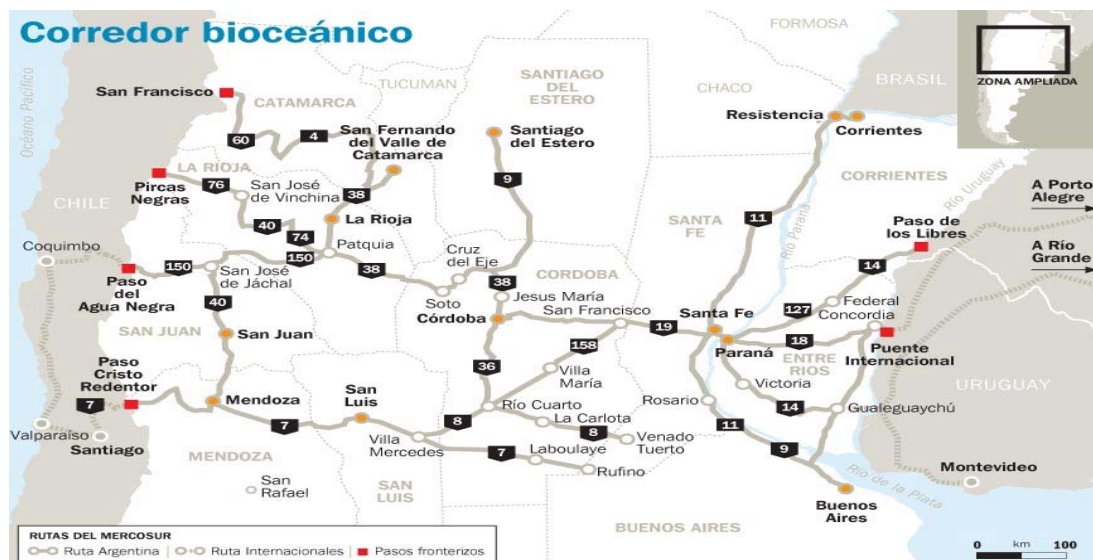 Corredor bioceánico
Océano Pacífico
San Francisco
CATAMARCA
TUCUMAN
SANTIAGO
DEL
ESTERO
FORMOSA
CHACO
BRASIL
ZONA AMPLIADA
60
4
San Fernando
del Valle de
Catamarca
Santiago
del Estero
Resistencia
Corrientes
LA RIOJA
Pircas
Negras
76
San José
de Vinchina
38
9
CORRIENTES
Río Uruguay
A Porto
Alegre
CHILE
40
La Rioja
74
Patquia
SANTA
FE
11
Río Paraná
Paso de
los Libres
A Río
Grande
Coquimbo
150
150
38
Cruz
del Eje
14
Paso
del
Agua Negra
San José
de Jáchal
Soto
38
CORDOBA
Jesus María
Córdoba
San Francisco
19
Santa Fe
127
Federal
Concordia
40
SAN JUAN
San Juan
Paraná
18
ENTRE
RIOS
Puente
Internacional
Paso
Cristo
Redentor
158
36
Villa
María
Victoria
URUGUAY
7
Mendoza
San
Luis
Río Cuarto
La Carlota
Rosario
14
Gualeguaychú
Valparaíso
Santiago
7
8
8
Venado
Tuerto
11
Villa
Mercedes
7
Laboulaye
Rufino
9
MENDOZA
San
Rafael
SAN
LUIS
BUENOS AIRES
Buenos
Aires
Río de la Plata
Montevideo
RUTAS DEL MERCOSUR
Ruta Argentina
Ruta Internacionales
Pasos fronterizos
0 km 100